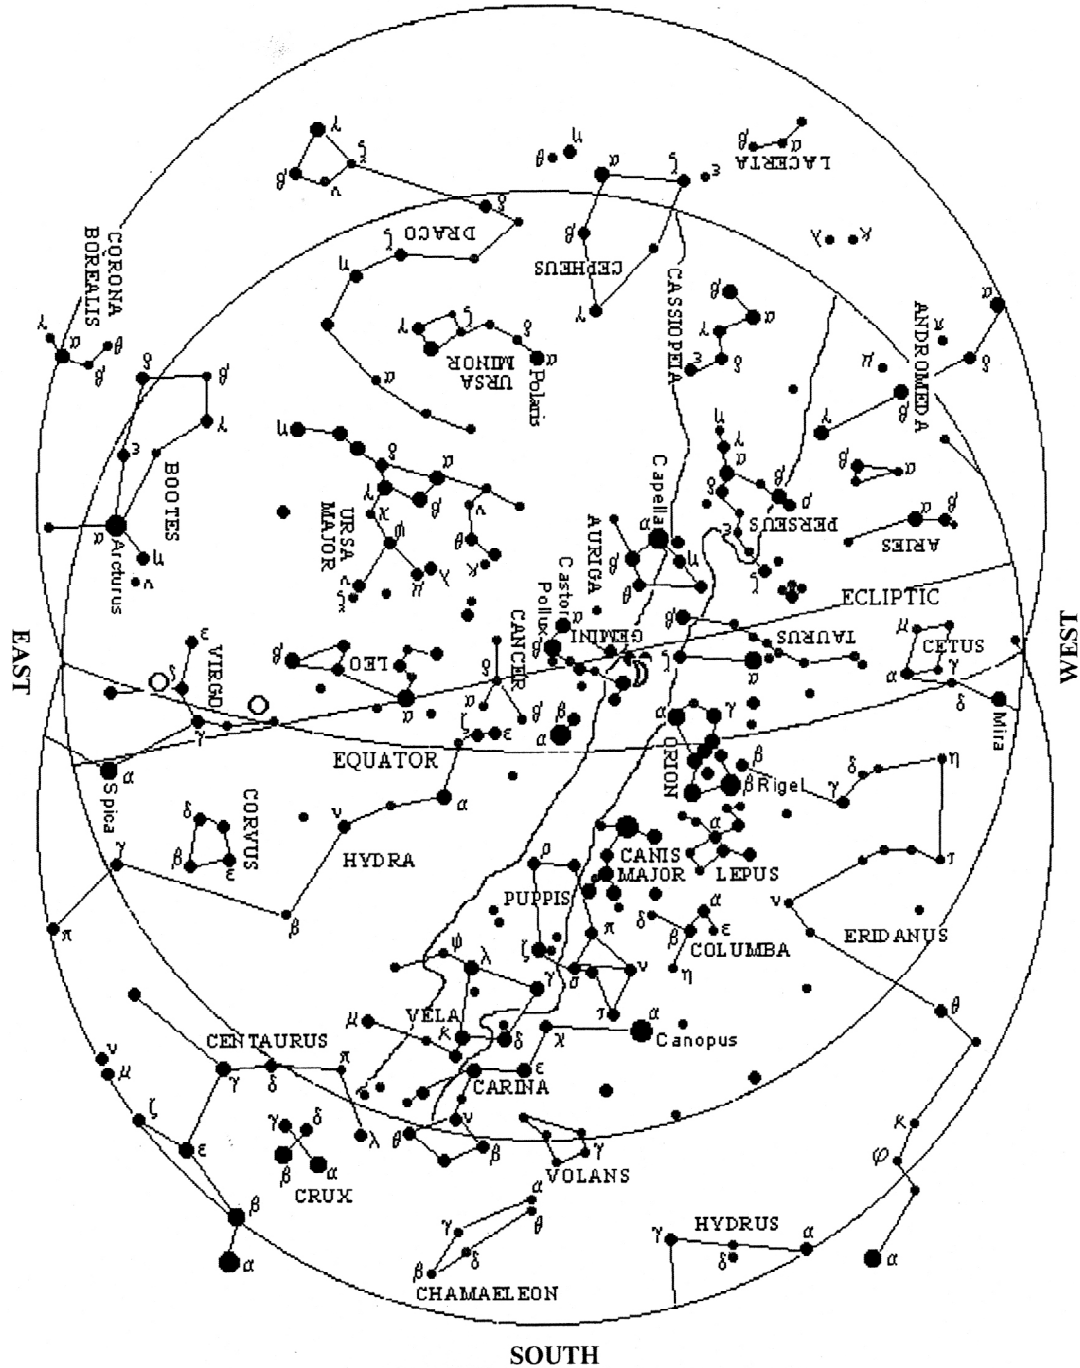 LACERTA
DRACO
CEPHEUS
CORONA
BOREALIS
CASSIOPEIA
ANDROMEDA
URSA
MINOR
Polaris
BOOTES
Arcturus
URSA
MAJOR
Capella
AURIGA
PERSEUS
ARIES
Castor
Pollux
GEMINI
ECLIPTIC
TAURUS
CETUS
EAST
WEST
VIRGO
LEO
CANCER
Mira
EQUATOR
ORION
β Rigel
Spica
CORVUS
HYDRA
CANIS
MAJOR
LEPUS
PUPPIS
COLUMBA
ERIDANUS
VELA
Canopus
CENTAURUS
CARINA
CRUX
VOLANS
HYDRUS
CHAMAELEON
SOUTH